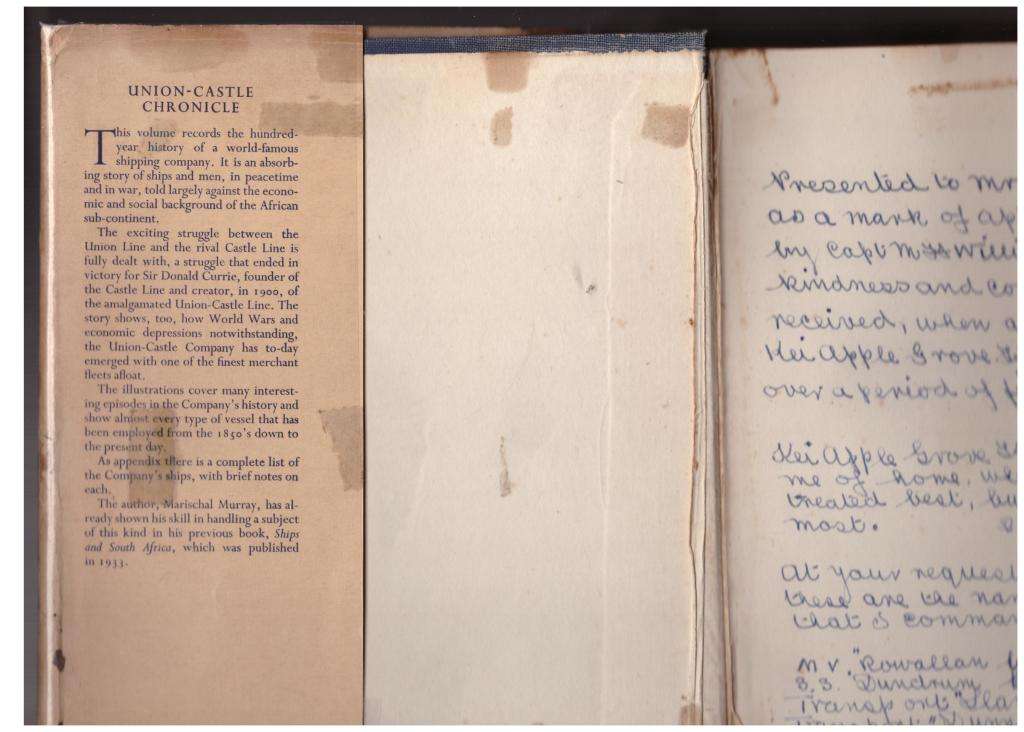 UNION-CASTLE
CHRONICLE
This volume records the hundred-
year history of a world-famous
shipping company. It is an absorb-
ing story of ships and men, in peacetime
and in war, told largely against the econo-
mic and social background of the African
sub-continent.
The exciting struggle between the
Union Line and the rival Castle Line is
fully dealt with, a struggle that ended in
victory for Sir Donald Currie, founder of
the Castle Line and creator, in 1900, of
the amalgamated Union-Castle Line. The
story shows, too, how World Wars and
economic depressions notwithstanding,
the Union-Castle Company has to-day
emerged with one of the finest merchant
fleets afloat.
The illustrations cover many interest-
ing episodes in the Company's history and
show almost every type of vessel that has
been employed from the 1850's down to
the present day.
As appendix there is a complete list of
the Company's ships, with brief notes on
each.
The author, Marischal Murray, has al-
ready shown his skill in handling a subject
of this kind in his previous book, Ships
and South Africa, which was published
in 1933.
Presented to Mr
as a mark of ap
by Capt Willi
kindness and co
received, when a
Kei Apple Grove
over a period of
Kei Apple Grove
me of home, we
treated best, bu
most.
At your request
these are the nam
that I comman
M V. "Rowallan
S.S. "Dundrum
Transport